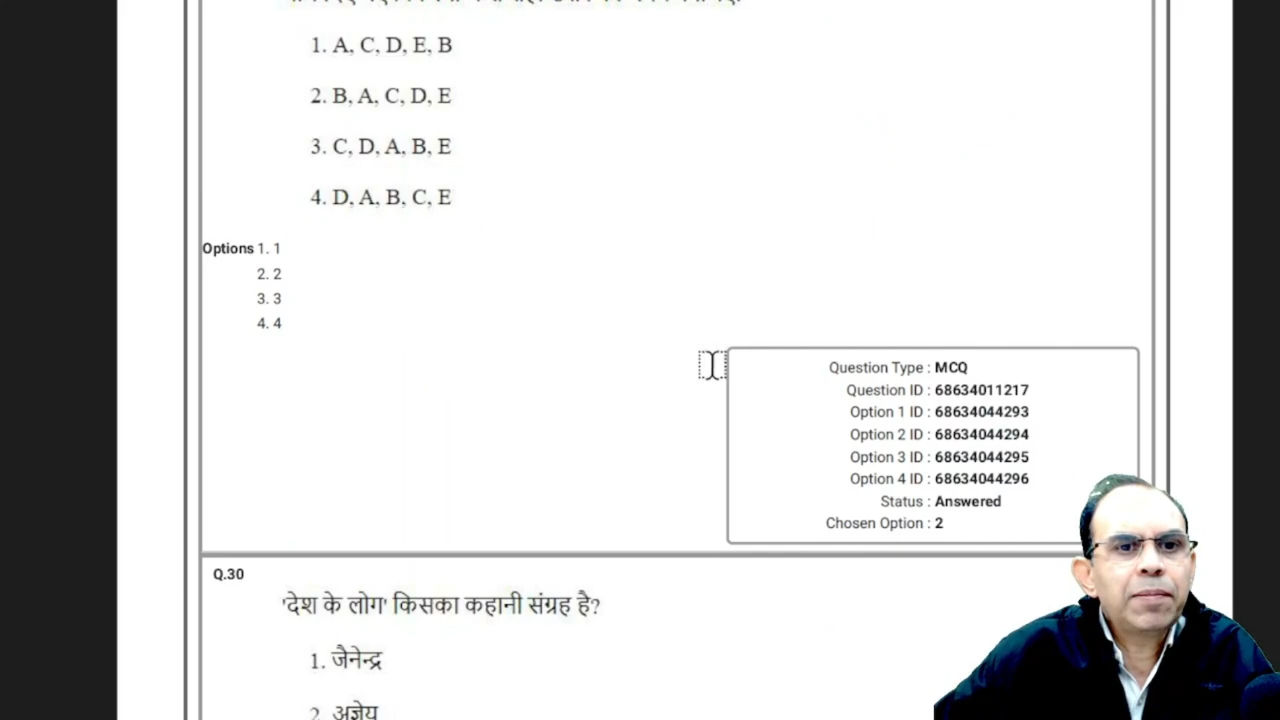 1. A, C, D, E, B
2. B, A, C, D, E
3. C, D, A, B, E
4. D, A, B, C, E
Options 1. 1
2. 2
3. 3
4. 4
Question Type : MCQ
Question ID : 68634011217
Option 1 ID : 68634044293
Option 2 ID : 68634044294
Option 3 ID : 68634044295
Option 4 ID : 68634044296
Status : Answered
Chosen Option : 2
Q.30
'देश के लोग' किसका कहानी संग्रह है?
1. जैनेन्द्र
2. अज्ञेय